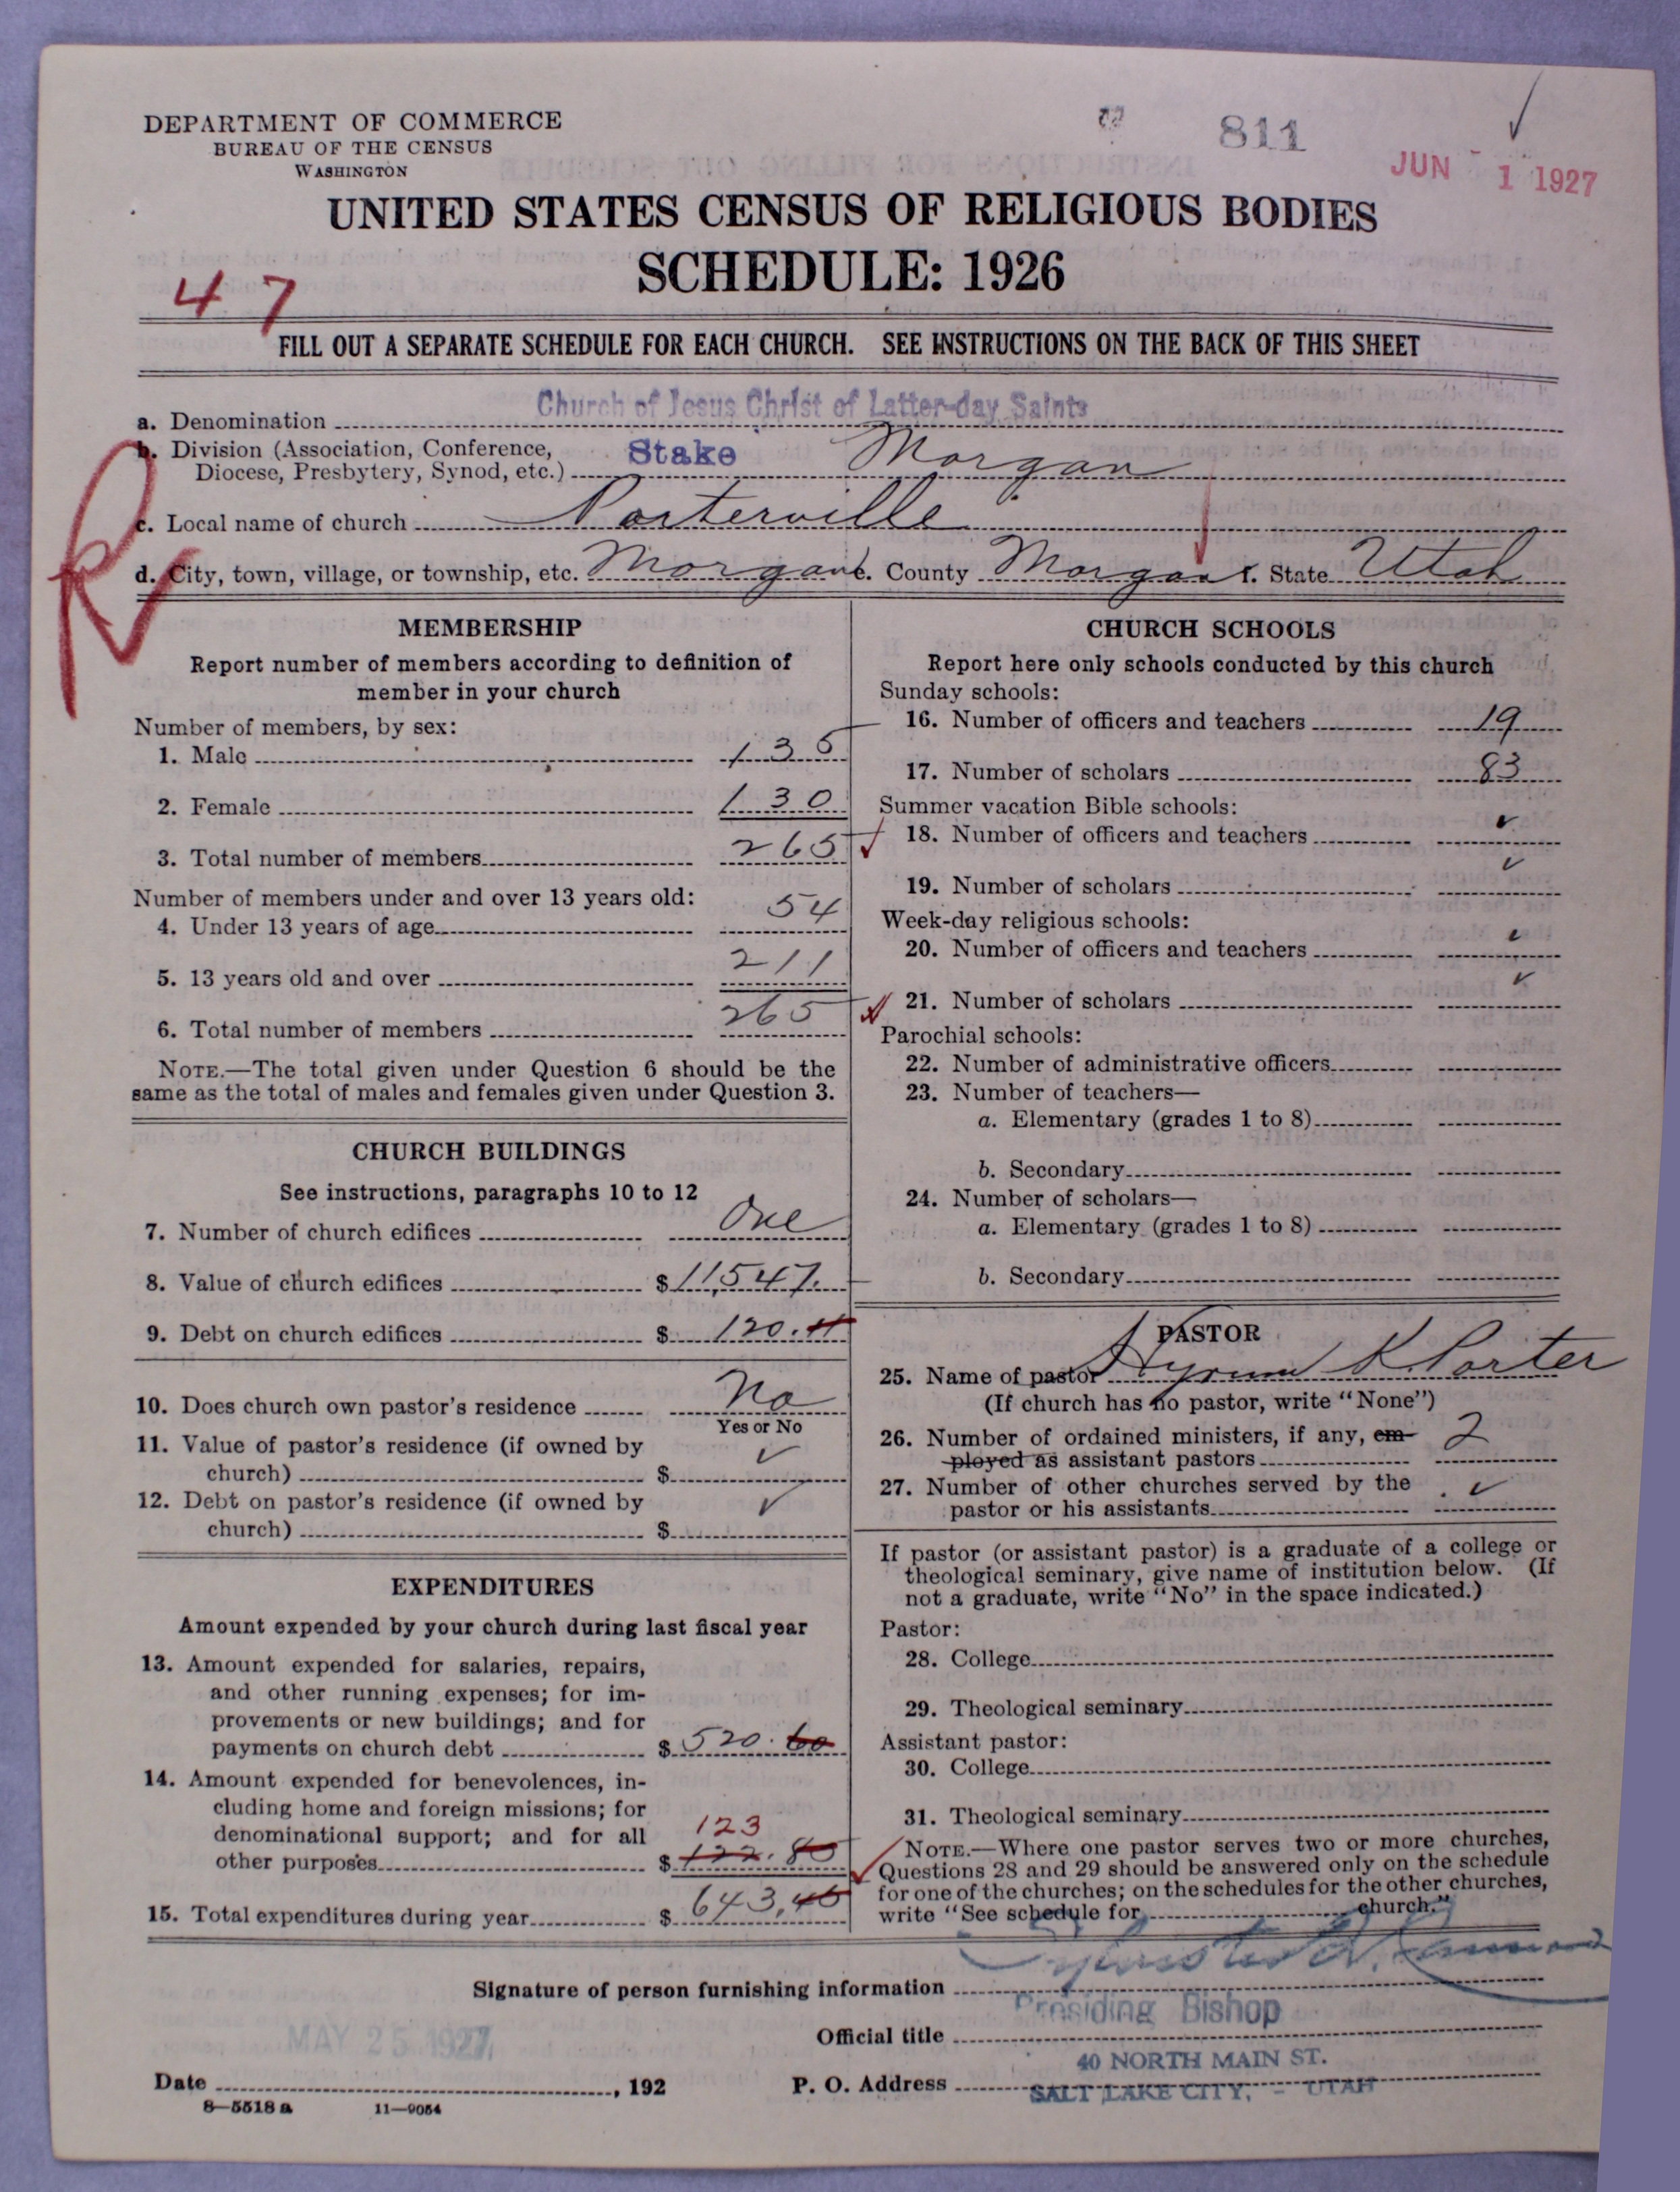 DEPARTMENT OF COMMERCE
BUREAU OF THE CENSUS
WASHINGTON
811
JUN 1 1927
UNITED STATES CENSUS OF RELIGIOUS BODIES
SCHEDULE: 1926
47
FILL OUT A SEPARATE SCHEDULE FOR EACH CHURCH. SEE INSTRUCTIONS ON THE BACK OF THIS SHEET
a. Denomination Church of Jesus Christ of Latter-day Saints
b. Division (Association, Conference,
Diocese, Presbytery, Synod, etc.) Stake Morgan
c. Local name of church Porterville
d. City, town, village, or township, etc. Morgan e. County Morgan f. State Utah
R
MEMBERSHIP
Report number of members according to definition of
member in your church
Number of members, by sex:
1. Male 135
2. Female 130
3. Total number of members 265
Number of members under and over 13 years old:
4. Under 13 years of age 54
5. 13 years old and over 211
6. Total number of members 265
NOTE.—The total given under Question 6 should be the
same as the total of males and females given under Question 3.
CHURCH BUILDINGS
See instructions, paragraphs 10 to 12
7. Number of church edifices One
8. Value of church edifices $ 11,547.
9. Debt on church edifices $ 120.
10. Does church own pastor's residence No
Yes or No
11. Value of pastor's residence (if owned by
church) $ ✓
12. Debt on pastor's residence (if owned by
church) $ ✓
EXPENDITURES
Amount expended by your church during last fiscal year
13. Amount expended for salaries, repairs,
and other running expenses; for im-
provements or new buildings; and for
payments on church debt $ 520.60
14. Amount expended for benevolences, in-
cluding home and foreign missions; for
denominational support; and for all
123
other purposes $ 122.80
15. Total expenditures during year $ 643,
CHURCH SCHOOLS
Report here only schools conducted by this church
Sunday schools:
16. Number of officers and teachers 19
17. Number of scholars 83
Summer vacation Bible schools:
18. Number of officers and teachers ✓
19. Number of scholars ✓
Week-day religious schools:
20. Number of officers and teachers ✓
21. Number of scholars ✓
Parochial schools:
22. Number of administrative officers
23. Number of teachers—
a. Elementary (grades 1 to 8)
b. Secondary
24. Number of scholars—
a. Elementary (grades 1 to 8)
b. Secondary
PASTOR
25. Name of pastor Hyrum K Porter
(If church has no pastor, write "None")
26. Number of ordained ministers, if any, em-
ployed as assistant pastors 2
27. Number of other churches served by the
pastor or his assistants ✓
If pastor (or assistant pastor) is a graduate of a college or
theological seminary, give name of institution below. (If
not a graduate, write "No" in the space indicated.)
Pastor:
28. College
29. Theological seminary
Assistant pastor:
30. College
31. Theological seminary
NOTE.—Where one pastor serves two or more churches,
Questions 28 and 29 should be answered only on the schedule
for one of the churches; on the schedules for the other churches,
write "See schedule for church."
Signature of person furnishing information
Official title Presiding Bishop
MAY 25 1927
Date , 192
P. O. Address 40 NORTH MAIN ST.
SALT LAKE CITY, - UTAH
8—5518 a 11—9054